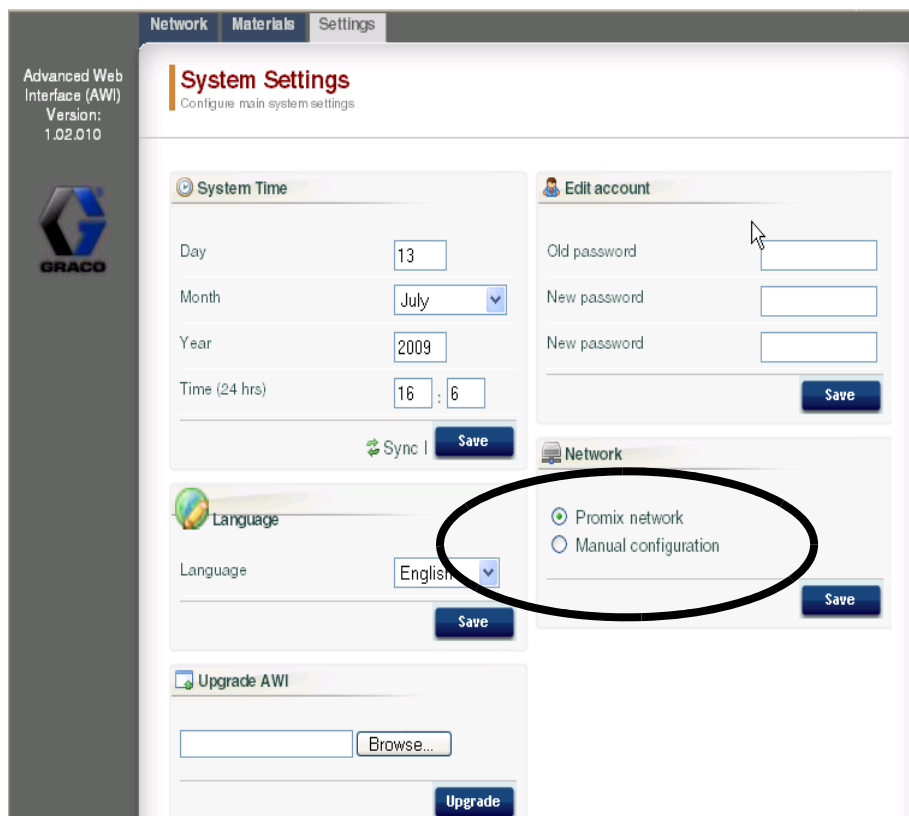 Network Materials Settings
Advanced Web
Interface (AWI)
Version:
1.02.010
GRACO
System Settings
Configure main system settings
System Time
Day 13
Month July
Year 2009
Time (24 hrs) 16 : 6
Sync | Save
Language
Language English
Save
Upgrade AWI
Browse...
Upgrade
Edit account
Old password
New password
New password
Save
Network
Promix network
Manual configuration
Save